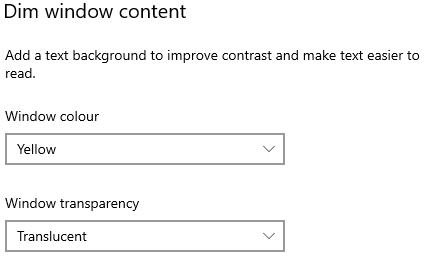 Dim window content
Add a text background to improve contrast and make text easier to
read.
Window colour
Yellow
Window transparency
Translucent